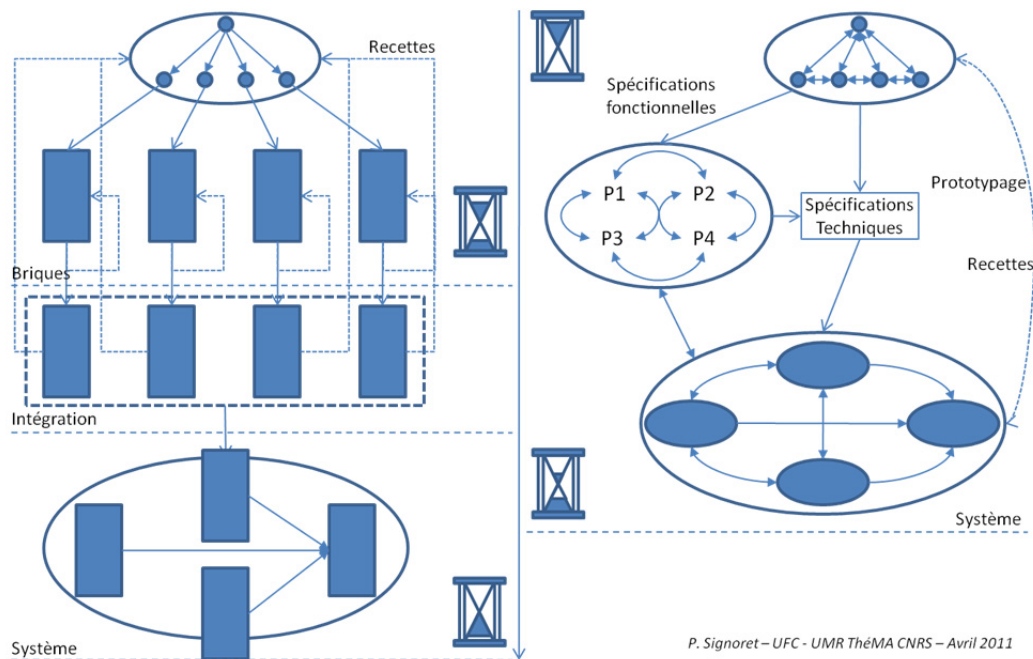 Recettes
Briques
Intégration
Système
Spécifications
fonctionnelles
P1 P2
P3 P4
Spécifications
Techniques
Prototypage
Recettes
Système
P. Signoret – UFC - UMR ThéMA CNRS – Avril 2011